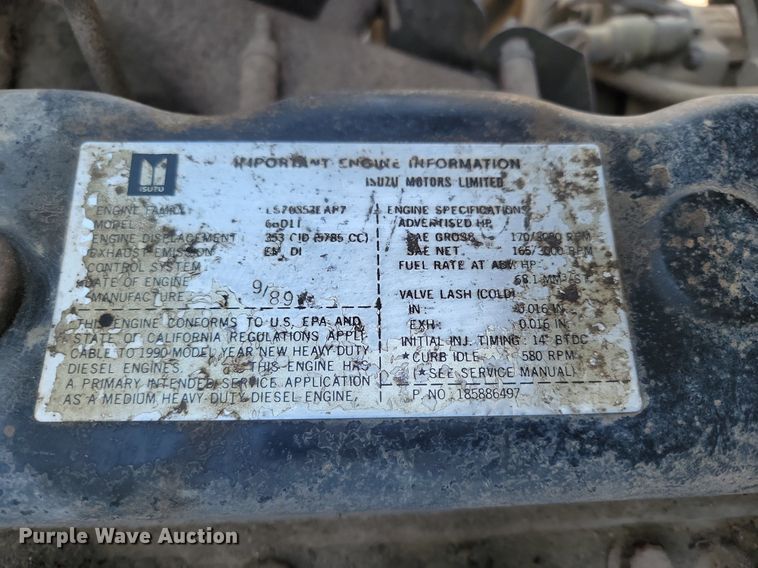 ISUZU
IMPORTANT ENGINE INFORMATION
ISUZU MOTORS LIMITED
ENGINE FAMILY
MODEL
ENGINE DISPLACEMENT 353 CID (5785 CC)
EXHAUST EMISSION EM, DI
CONTROL SYSTEM
DATE OF ENGINE
MANUFACTURE 9/89
THIS ENGINE CONFORMS TO U.S. EPA AND
STATE OF CALIFORNIA REGULATIONS APPLI-
CABLE TO 1990 MODEL YEAR NEW HEAVY-DUTY
DIESEL ENGINES. THIS ENGINE HAS
A PRIMARY INTENDED SERVICE APPLICATION
AS A MEDIUM HEAVY-DUTY DIESEL ENGINE.
ENGINE SPECIFICATIONS
ADVERTISED HP
SAE GROSS 170/3000 RPM
SAE NET 165/3000 RPM
FUEL RATE AT ADV. HP
VALVE LASH (COLD)
IN : 0.016 IN
EXH : 0.016 IN
INITIAL INJ. TIMING : 14° BTDC
*CURB IDLE : 580 RPM
(*SEE SERVICE MANUAL)
P. NO. 185886497
Purple Wave Auction